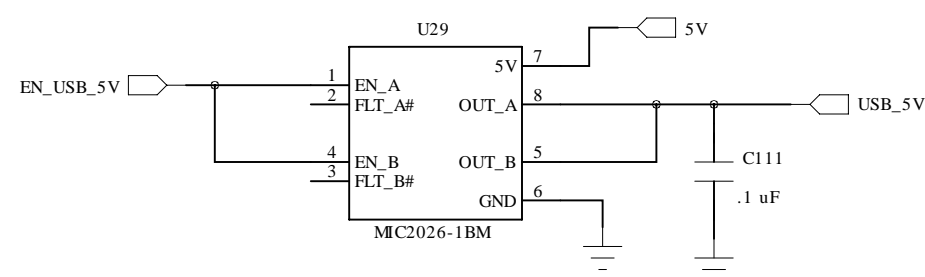 U29
5V
7
5V
EN_USB_5V
1
EN_A
2
FLT_A#
OUT_A
8
USB_5V
4
EN_B
OUT_B
5
C111
3
FLT_B#
GND
6
.1 uF
MIC2026-1BM